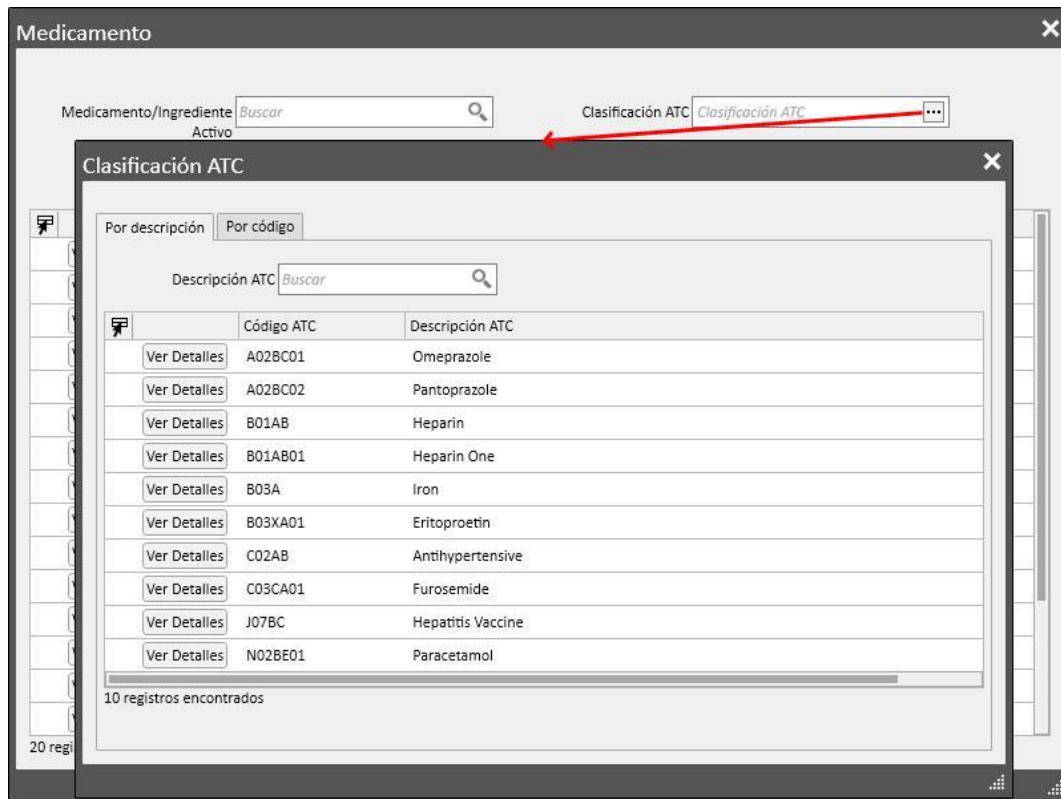 Medicamento
Medicamento/Ingrediente Activo
Buscar
Clasificación ATC
Clasificación ATC
Clasificación ATC
Por descripción
Por código
Descripción ATC
Buscar
Código ATC Descripción ATC
Ver Detalles A02BC01 Omeprazole
Ver Detalles A02BC02 Pantoprazole
Ver Detalles B01AB Heparin
Ver Detalles B01AB01 Heparin One
Ver Detalles B03A Iron
Ver Detalles B03XA01 Eritoproetin
Ver Detalles C02AB Antihypertensive
Ver Detalles C03CA01 Furosemide
Ver Detalles J07BC Hepatitis Vaccine
Ver Detalles N02BE01 Paracetamol
10 registros encontrados
20 regi